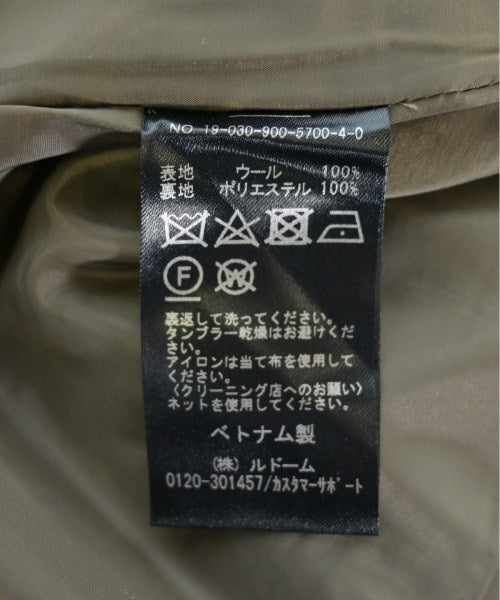 NO 19-030-900-5700-4-0
表地 ウール 100%
裏地 ポリエステル 100%
F W
裏返して洗ってください。
タンブラー乾燥はお避けくだ
さい。
アイロンは当て布を使用して
ください。
〈クリーニング店へのお願い〉
ネットを使用してください。
ベトナム製
(株) ルドーム
0120-301457/カスタマーサポート